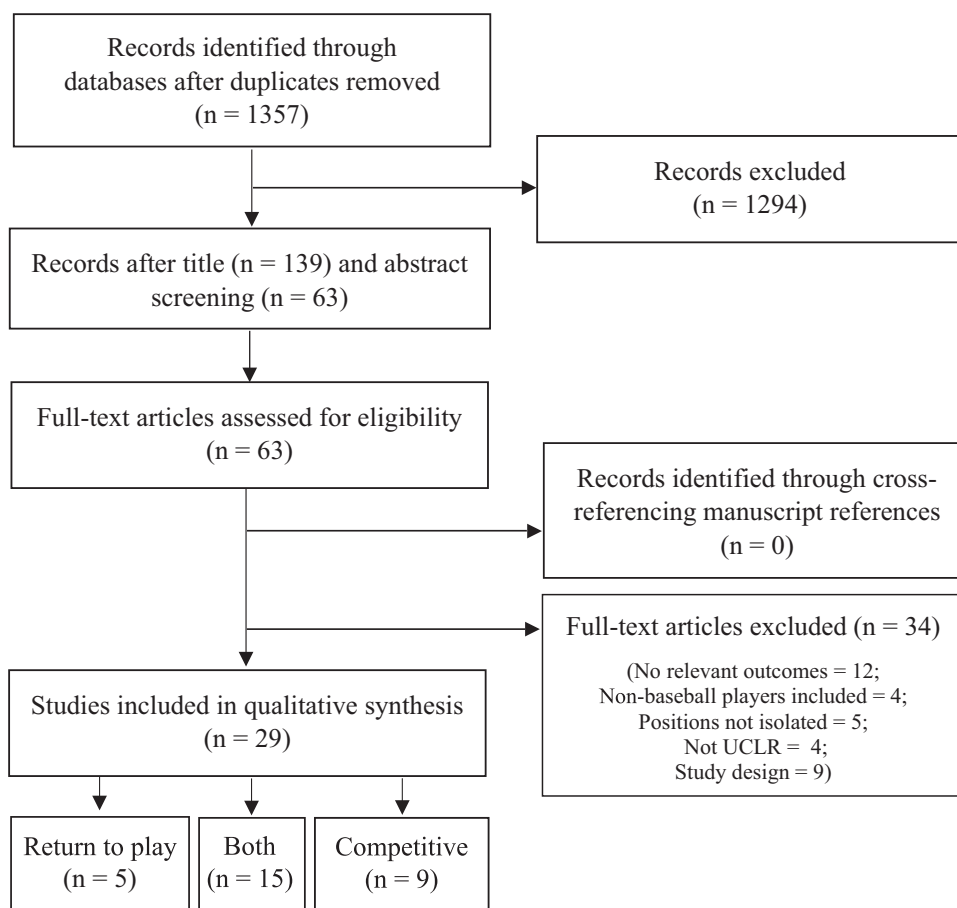 Records identified through
databases after duplicates removed
(n = 1357)
Records excluded
(n = 1294)
Records after title (n = 139) and abstract
screening (n = 63)
Full-text articles assessed for eligibility
(n = 63)
Records identified through cross-
referencing manuscript references
(n = 0)
Full-text articles excluded (n = 34)
(No relevant outcomes = 12;
Non-baseball players included = 4;
Positions not isolated = 5;
Not UCLR = 4;
Study design = 9)
Studies included in qualitative synthesis
(n = 29)
Return to play
(n = 5)
Both
(n = 15)
Competitive
(n = 9)